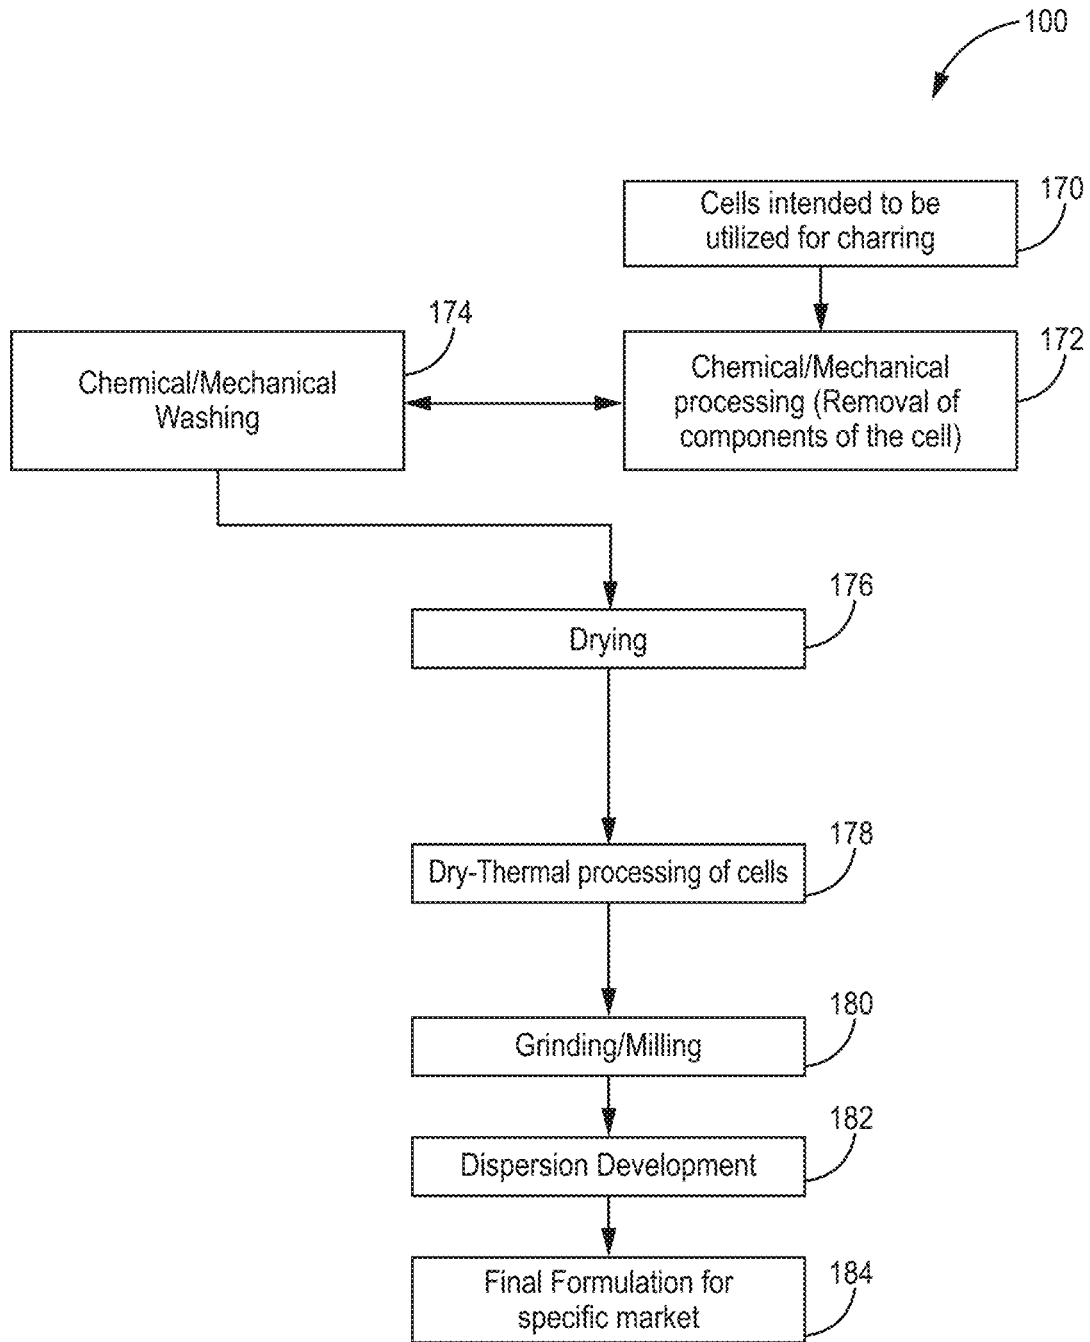 100
Cells intended to be
utilized for charring
170
174
Chemical/Mechanical
Washing
Chemical/Mechanical
processing (Removal of
components of the cell)
172
Drying
176
Dry-Thermal processing of cells
178
Grinding/Milling
180
Dispersion Development
182
Final Formulation for
specific market
184